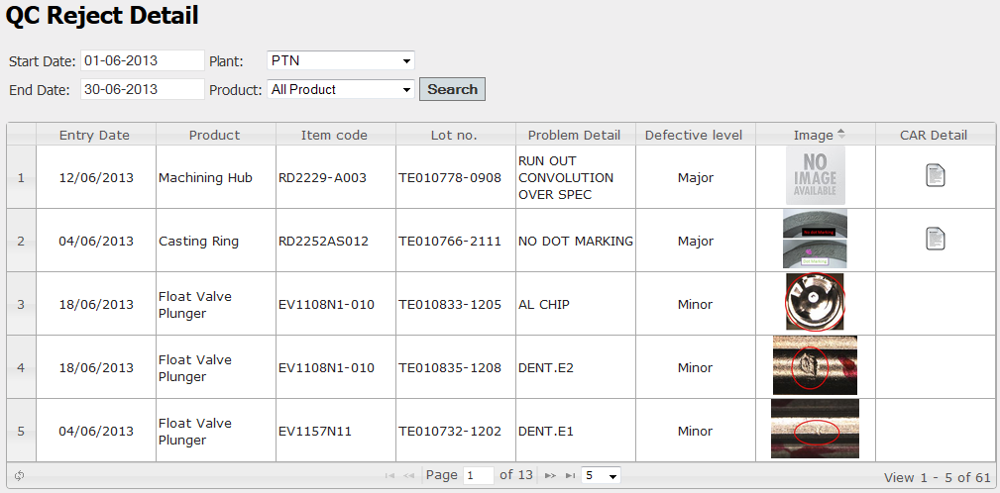 QC Reject Detail
Start Date: 01-06-2013 Plant: PTN
End Date: 30-06-2013 Product: All Product Search
Entry Date Product Item code Lot no. Problem Detail Defective level Image CAR Detail
1 12/06/2013 Machining Hub RD2229-A003 TE010778-0908 RUN OUT CONVOLUTION OVER SPEC Major NO IMAGE AVAILABLE
2 04/06/2013 Casting Ring RD2252AS012 TE010766-2111 NO DOT MARKING Major No dot Marking Dot Marking
3 18/06/2013 Float Valve Plunger EV1108N1-010 TE010833-1205 AL CHIP Minor
4 18/06/2013 Float Valve Plunger EV1108N1-010 TE010835-1208 DENT.E2 Minor
5 04/06/2013 Float Valve Plunger EV1157N11 TE010732-1202 DENT.E1 Minor
Page 1 of 13 5 View 1 - 5 of 61